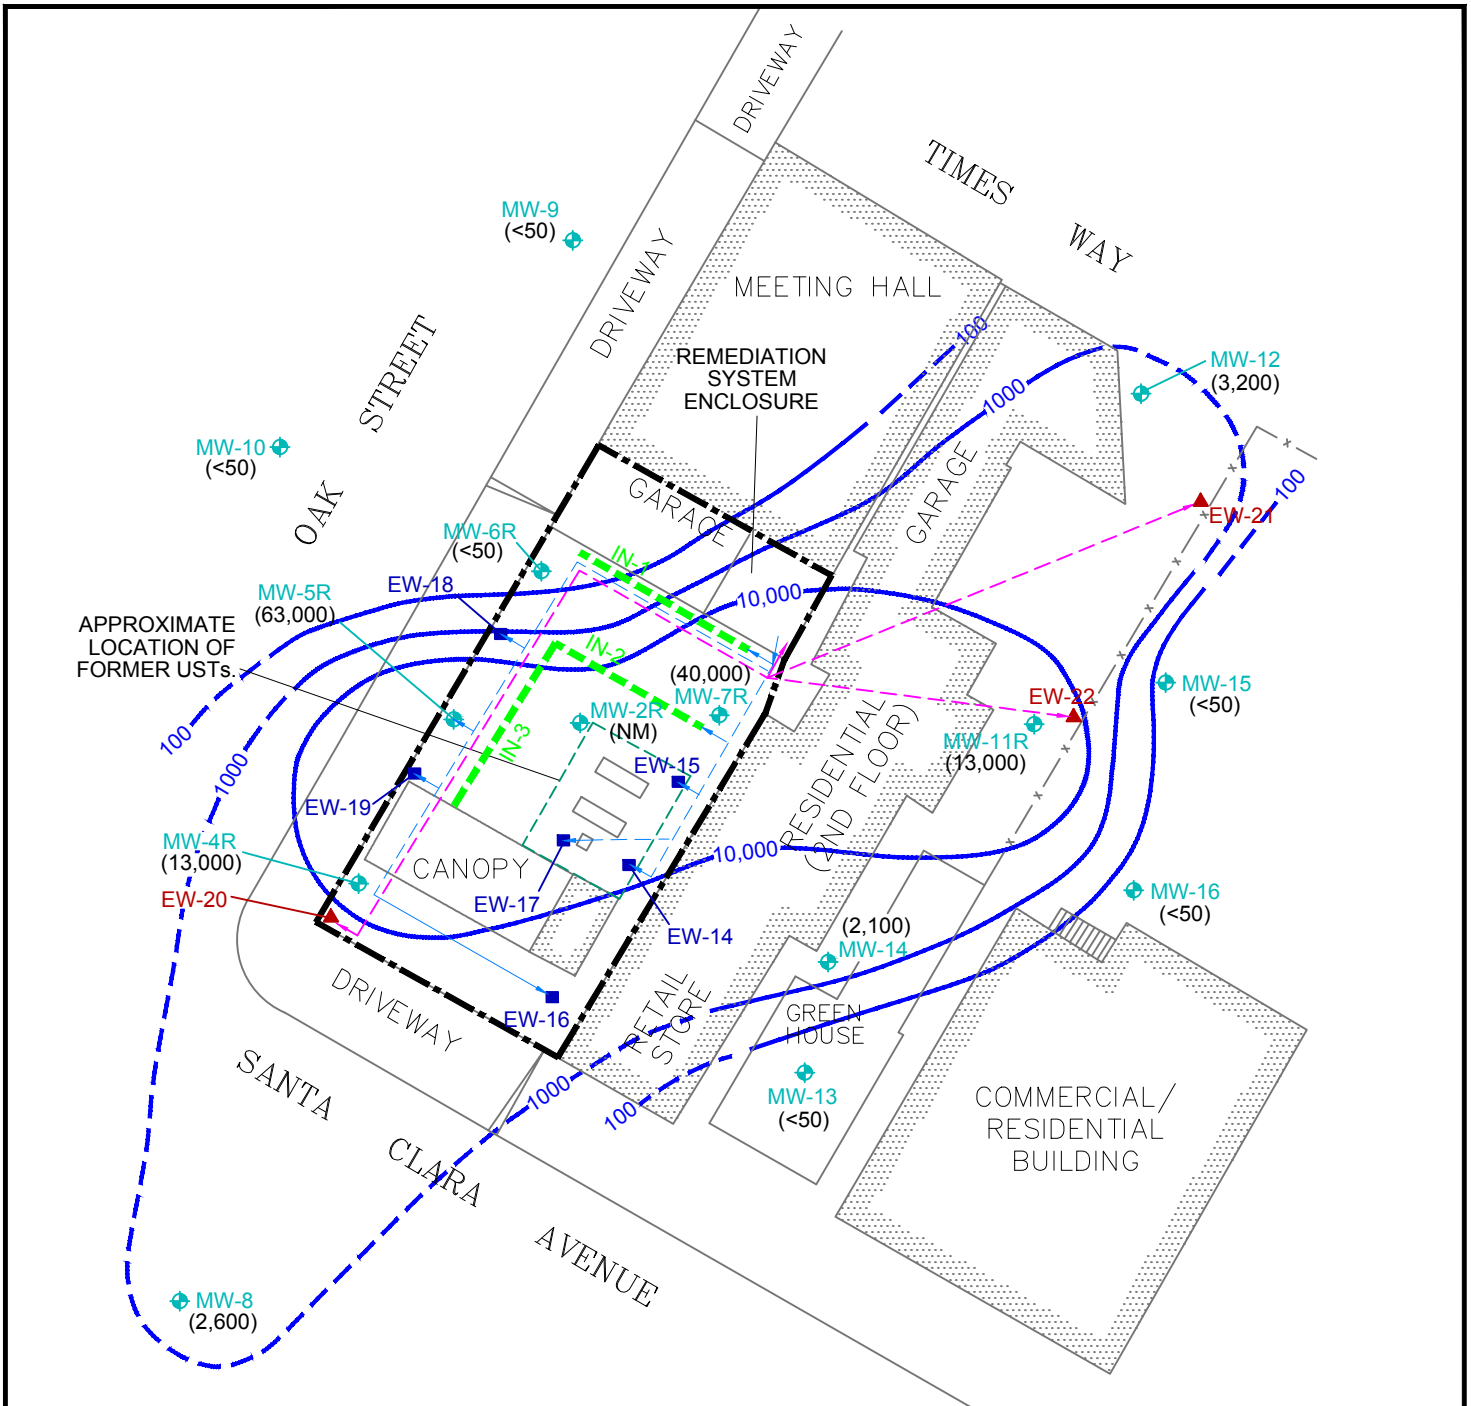 DRIVEWAY
TIMES
WAY
MW-9
(<50)
DRIVEWAY
MEETING HALL
100
REMEDIATION
SYSTEM
ENCLOSURE
1000
MW-12
(3,200)
STREET
OAK
MW-10
(<50)
GARAGE
GARAGE
100
EW-21
MW-6R
(<50)
IN-1
EW-18
MW-5R
(63,000)
10,000
APPROXIMATE
LOCATION OF
FORMER USTs.
IN-2
(40,000)
MW-7R
MW-2R
(NM)
IN-3
EW-22
MW-11R
(13,000)
MW-15
(<50)
100
1000
EW-15
RESIDENTIAL
(2ND FLOOR)
EW-19
MW-4R
(13,000)
EW-20
CANOPY
10,000
EW-17
EW-14
MW-16
(<50)
(2,100)
MW-14
DRIVEWAY
EW-16
RETAIL
STORE
GREEN
HOUSE
1000
100
MW-13
(<50)
COMMERCIAL/
RESIDENTIAL
BUILDING
SANTA
CLARA
AVENUE
MW-8
(2,600)